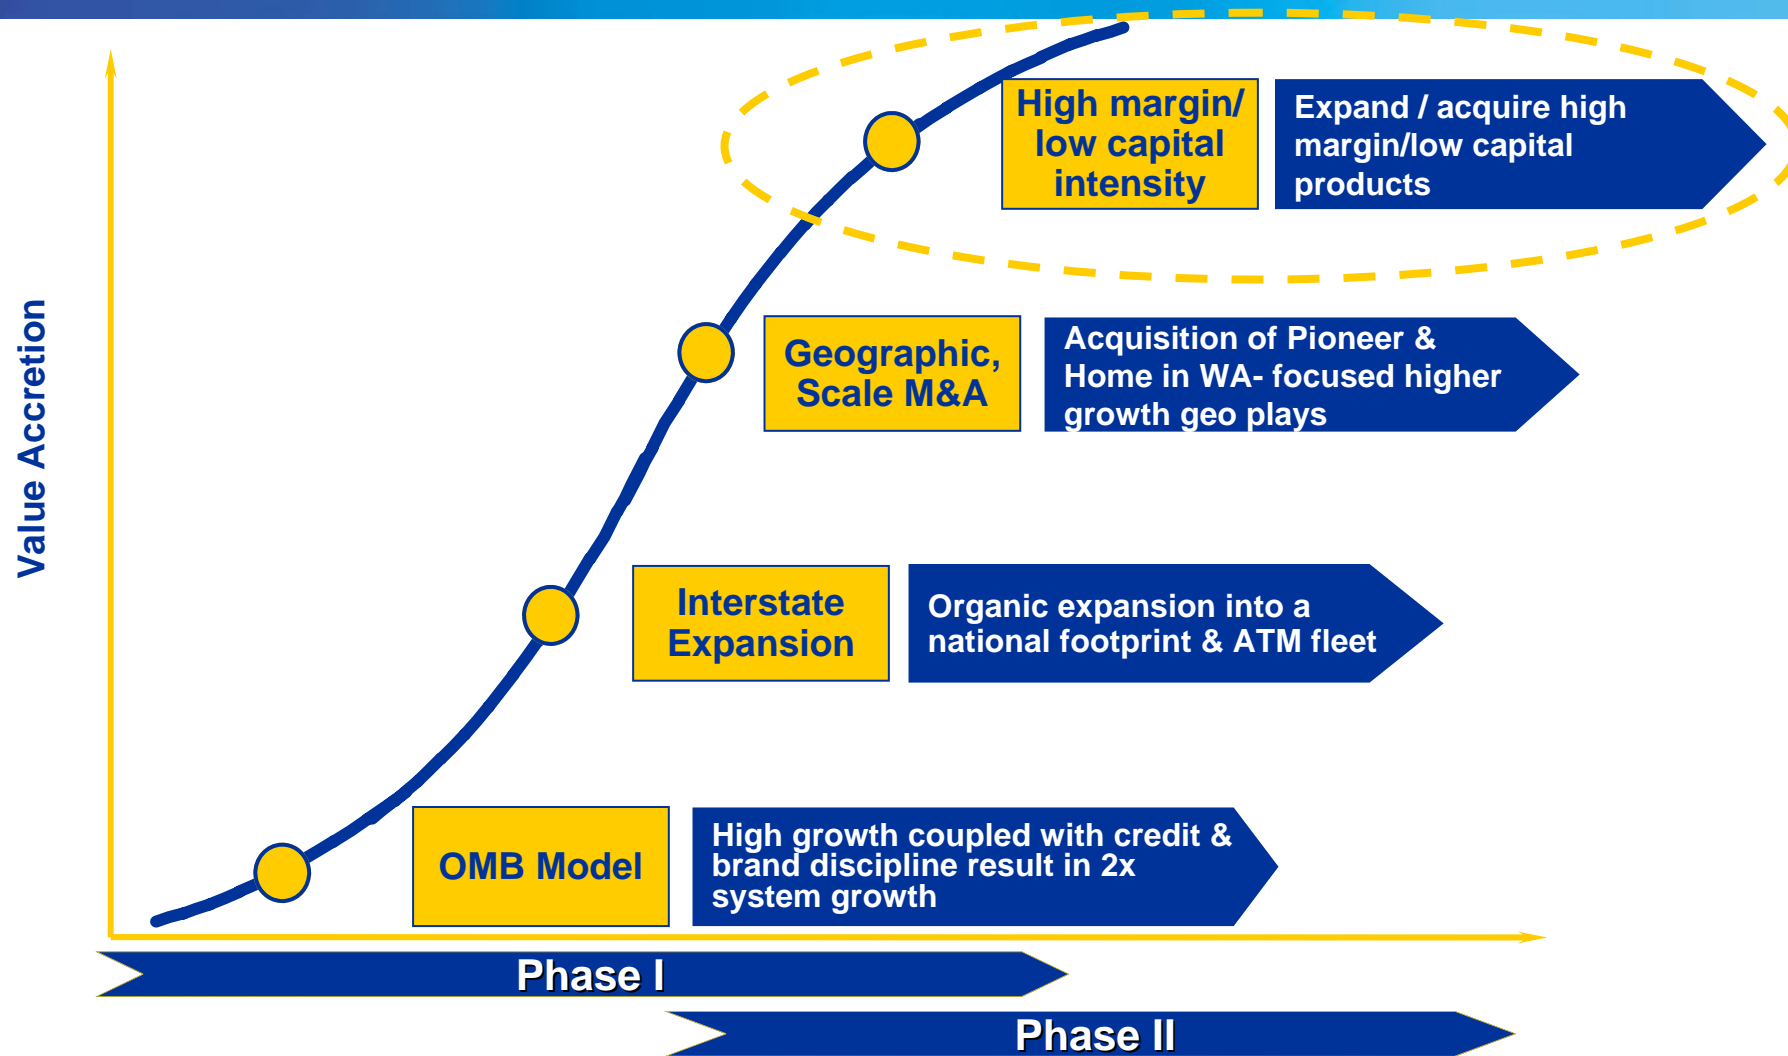 High margin/
low capital
intensity
Expand / acquire high
margin/low capital
products
Geographic,
Scale M&A
Acquisition of Pioneer &
Home in WA- focused higher
growth geo plays
Value Accretion
Interstate
Expansion
Organic expansion into a
national footprint & ATM fleet
OMB Model
High growth coupled with credit &
brand discipline result in 2x
system growth
Phase I
Phase II